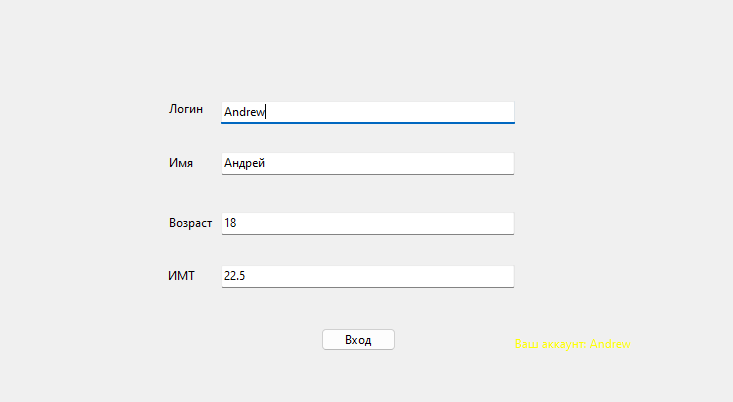 Логин Andrew
Имя Андрей
Возраст 18
ИМТ 22.5
Вход
Ваш аккаунт: Andrew